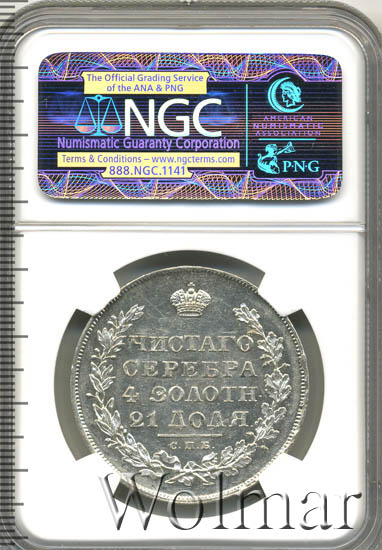 The Official Grading Service
of the ANA & PNG
NGC
Numismatic Guaranty Corporation
Terms & Conditions – www.ngcterms.com
888.NGC.1141
AMERICAN
NUMISMATIC
ASSOCIATION
P·N·G
ЧИСТАГО
СЕРЕБРА
4 ЗОЛОТН.
21 ДОЛЯ.
С.П.Б
Wolmar